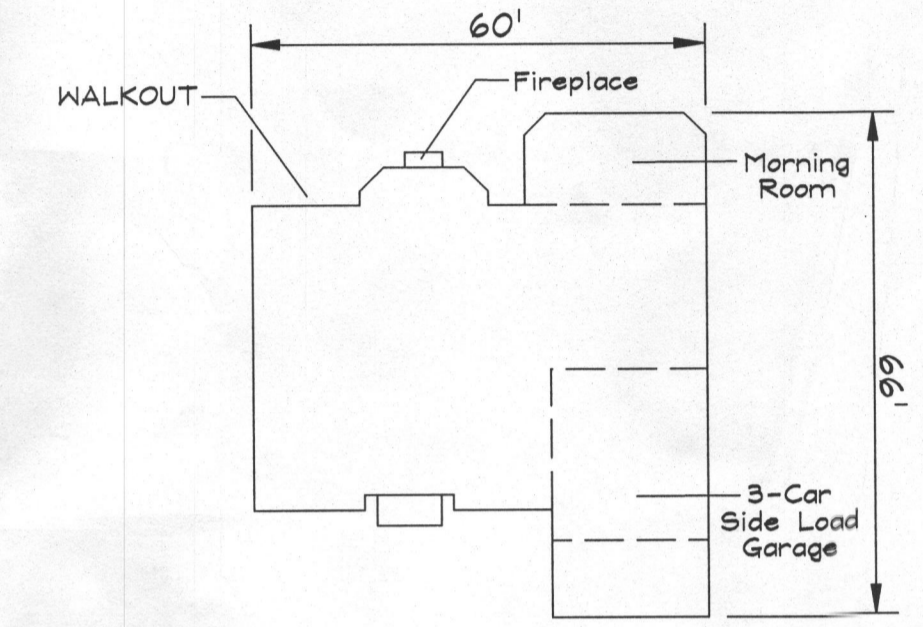 60'
WALKOUT
Fireplace
Morning
Room
66'
3-Car
Side Load
Garage